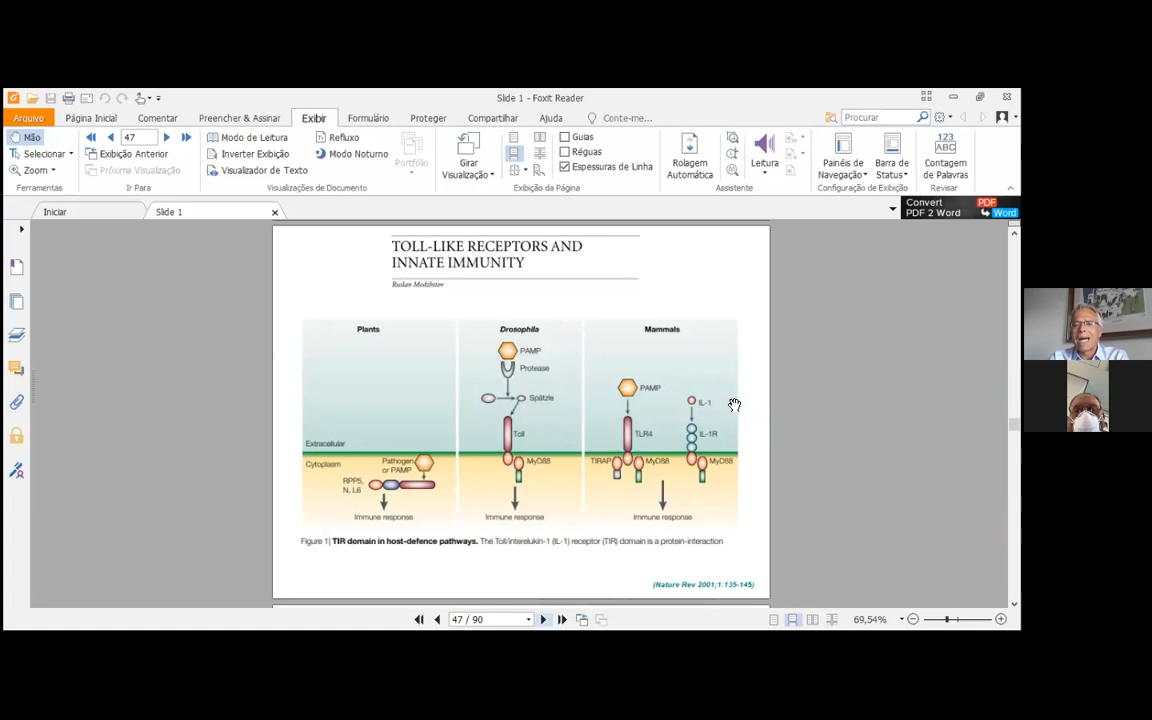 Slide 1 - Foxit Reader
Arquivo Página Inicial Comentar Preencher & Assinar Exibir Formulário Proteger Compartilhar Ajuda Conte-me... Procurar
Mão 47 Modo de Leitura Refluxo Guias
Selecionar Exibição Anterior Inverter Exibição Modo Noturno Portfólio Girar Visualização Réguas Rolagem Automática Leitura Painéis de Navegação Barra de Status 123 ABC Contagem de Palavras
Zoom Próxima Visualização Visualizador de Texto Espessuras de Linha
Ferramentas Ir Para Visualizações de Documento Exibição da Página Assistente Configuração de Exibição Revisar
Iniciar Slide 1 Convert PDF
PDF 2 Word Word
TOLL-LIKE RECEPTORS AND
INNATE IMMUNITY
Ruslan Medzhitov
Plants Drosophila Mammals
PAMP
Protease
PAMP
Spätzle IL-1
Toll TLR4 IL-1R
Extracellular
Cytoplasm Pathogen or PAMP MyD88 TIRAP MyD88 MyD88
RPP5,
N, L6
Immune response Immune response Immune response
Figure 1| TIR domain in host-defence pathways. The Toll/interelukin-1 (IL-1) receptor (TIR) domain is a protein-interaction
(Nature Rev 2001;1:135-145)
47 / 90 69,54%